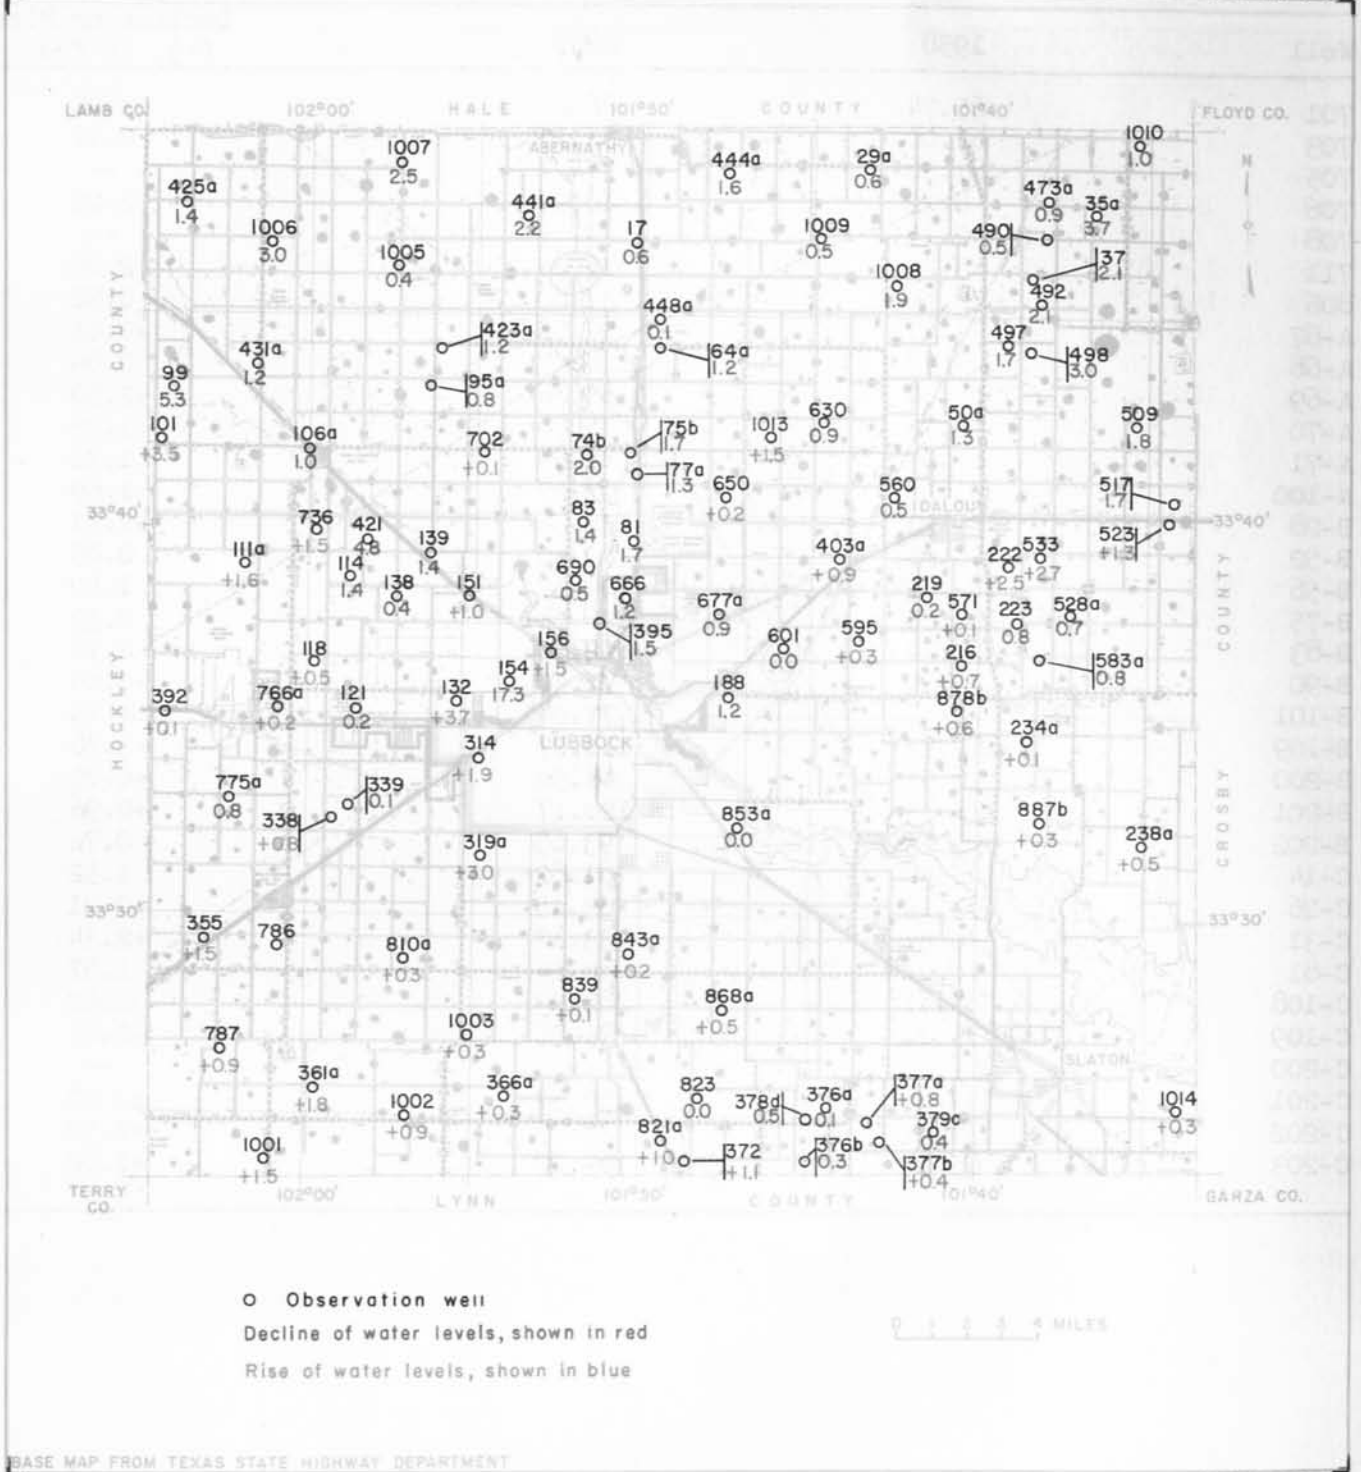 LAMB CO.
102°00'
HALE
101°50'
COUNTY
101°40'
FLOYD CO.
ABERNATHY
N
1010
1.0
1007
2.5
444a
1.6
29a
0.6
425a
1.4
441a
2.2
473a
0.9
35a
3.7
1006
3.0
17
0.6
1009
+0.5
490
0.5
1005
0.4
37
2.1
1008
1.9
492
2.1
448a
0.1
423a
1.2
64a
1.2
497
1.7
498
3.0
431a
1.2
99
5.3
95a
0.8
COUNTY
101
+3.5
106a
1.0
702
+0.1
74b
2.0
75b
1.7
77a
1.3
1013
+1.5
630
0.9
50a
1.3
509
1.8
650
+0.2
560
0.5
517
1.7
IDALOU
33°40'
33°40'
523
+1.3
736
+1.5
421
4.8
83
1.4
81
1.7
139
1.4
111a
+1.6
114
1.4
403a
+0.9
222
+2.5
533
+2.7
138
0.4
151
+1.0
690
0.5
666
1.2
677a
0.9
219
0.2
571
+0.1
223
0.8
528a
0.7
395
1.5
601
0.0
595
+0.3
COUNTY
156
+1.5
118
+0.5
154
17.3
216
+0.7
583a
0.8
392
+0.1
766a
+0.2
121
0.2
132
+3.7
188
1.2
878b
+0.6
HOCKLEY
314
+1.9
LUBBOCK
234a
+0.1
775a
0.8
339
0.1
338
+0.8
853a
0.0
887b
+0.3
238a
+0.5
CROSBY
319a
+3.0
33°30'
33°30'
355
+1.5
786
810a
+0.3
843a
+0.2
839
+0.1
868a
+0.5
787
+0.9
1003
+0.3
SLATON
361a
+1.8
366a
+0.3
1002
+0.9
823
0.0
378d
0.5
376a
0.1
377a
+0.8
379c
0.4
1014
+0.3
821a
372
+1.1
376b
0.3
377b
+0.4
1001
+1.5
TERRY
CO.
102°00'
LYNN
101°50'
COUNTY
101°40'
GARZA CO.
O Observation well
Decline of water levels, shown in red
Rise of water levels, shown in blue
0 1 2 3 4 MILES
BASE MAP FROM TEXAS STATE HIGHWAY DEPARTMENT